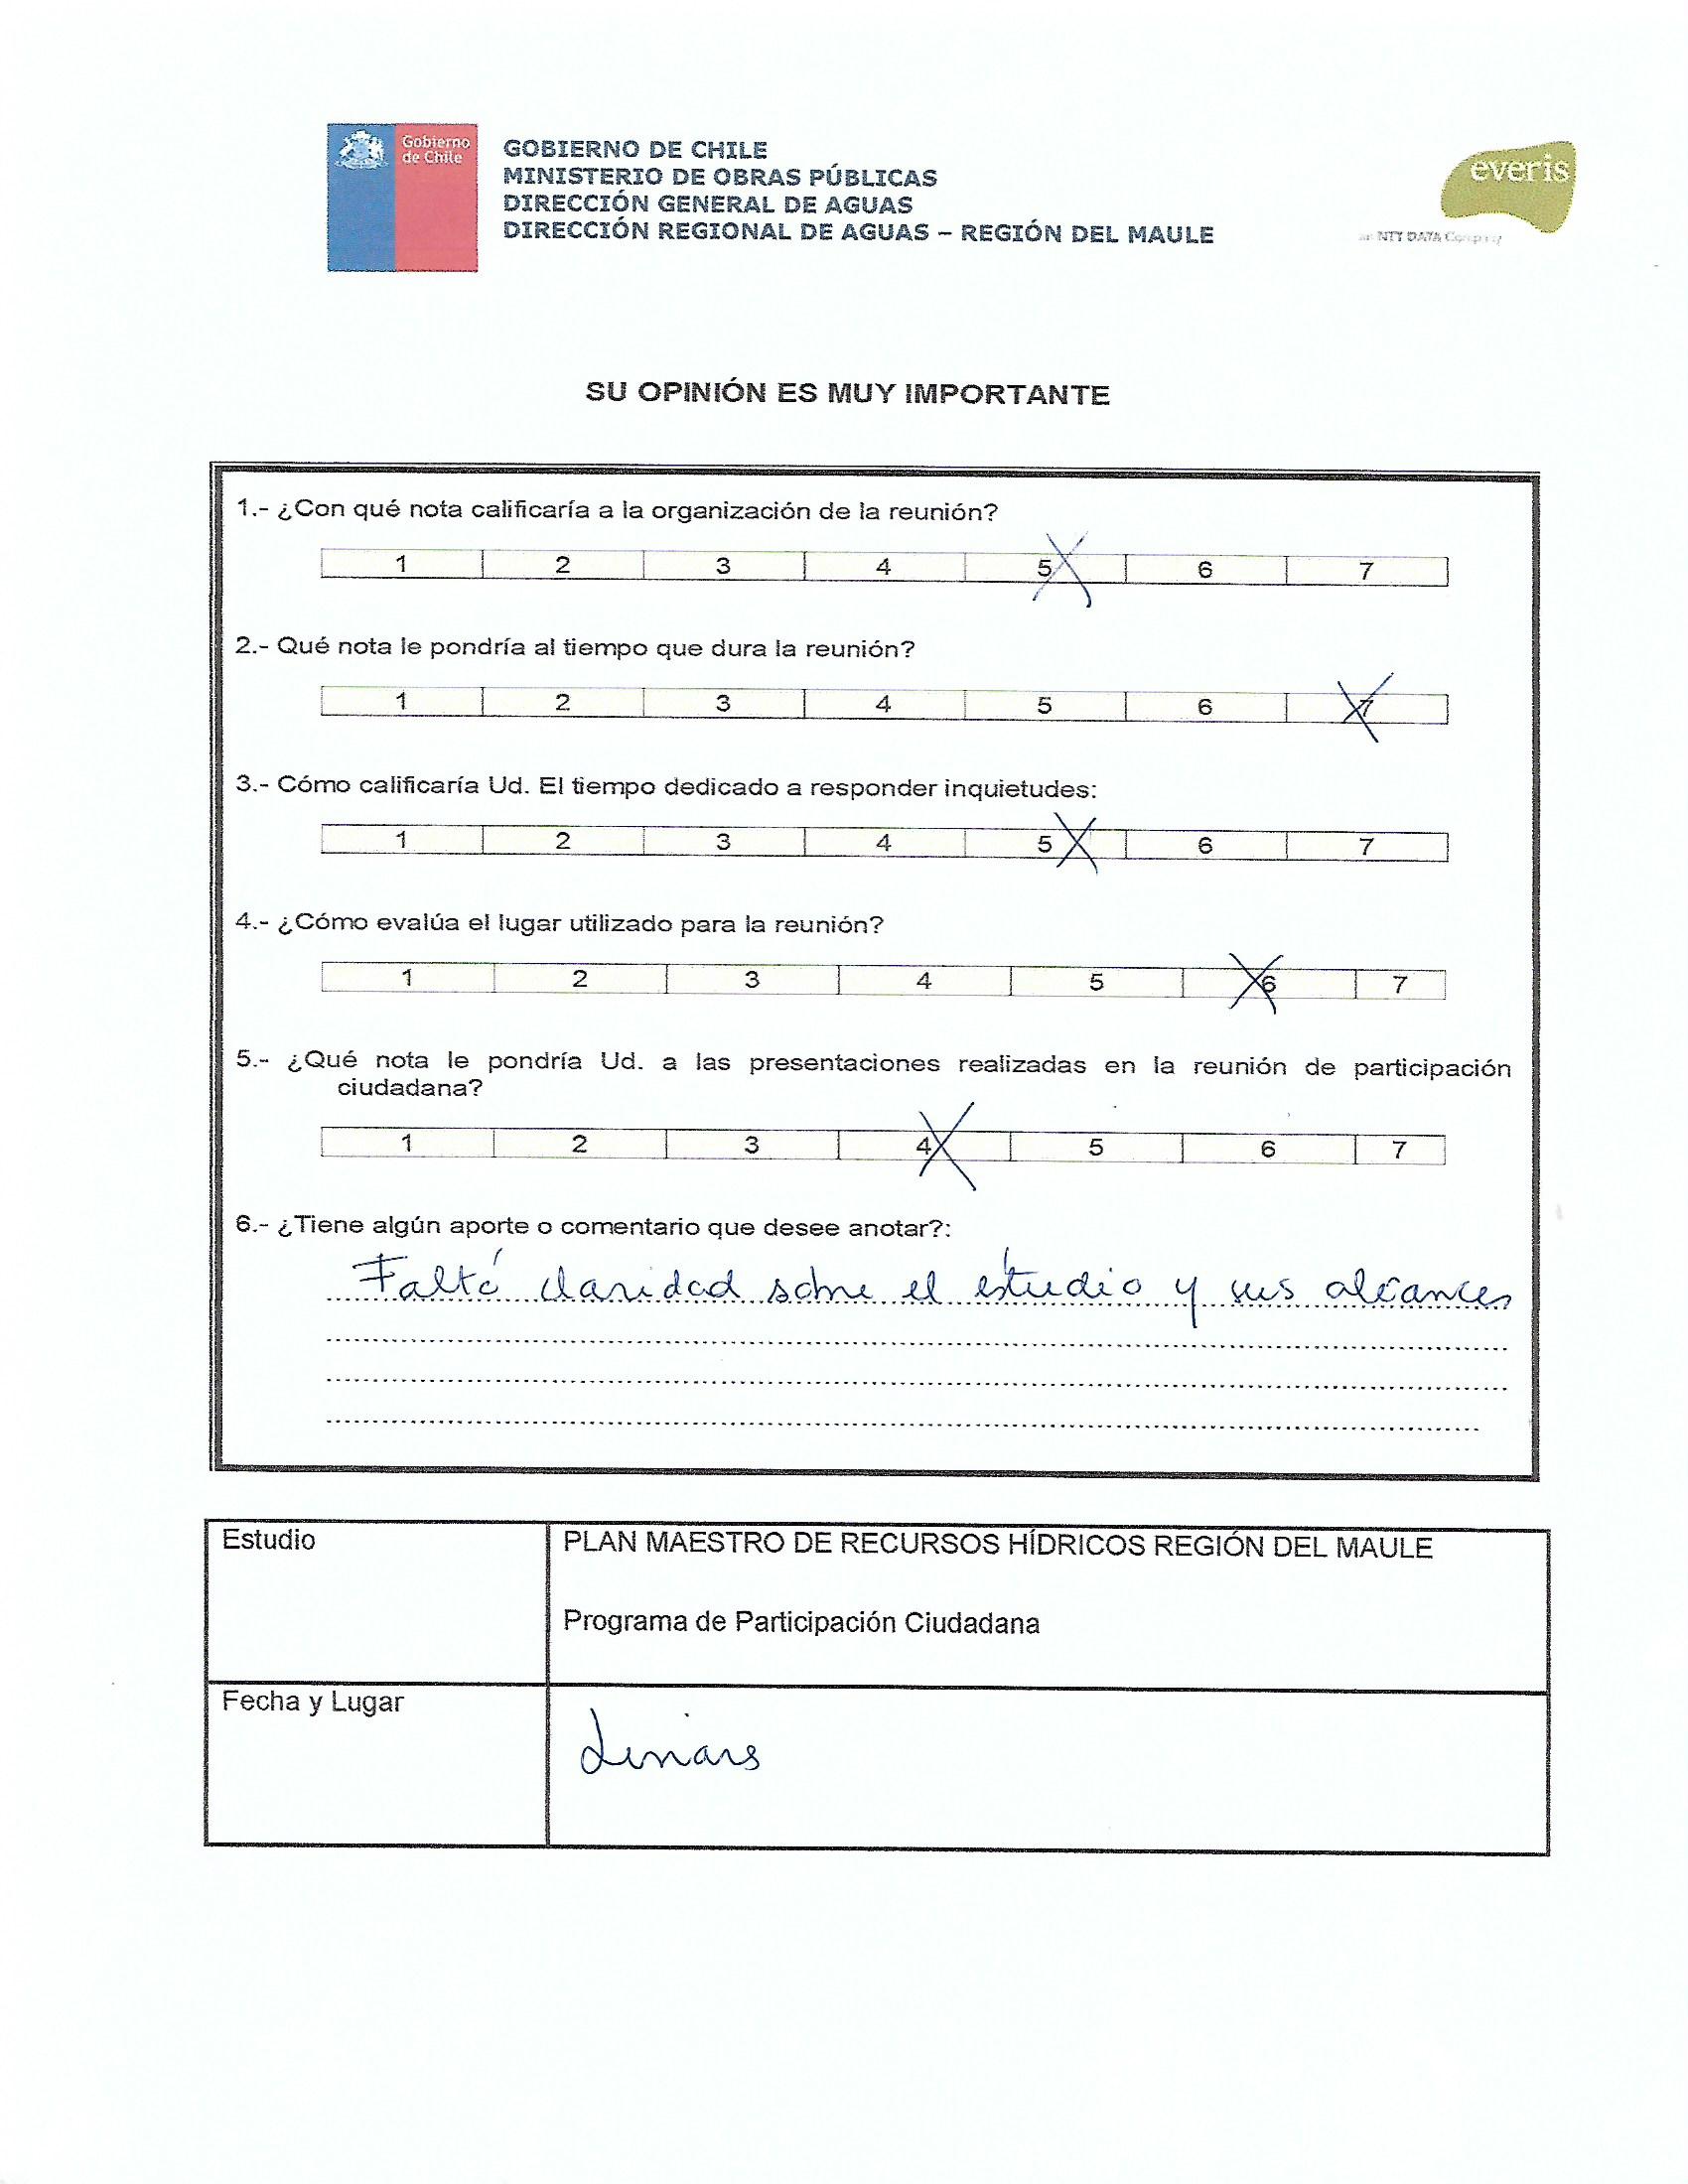 Gobierno
de Chile
GOBIERNO DE CHILE
MINISTERIO DE OBRAS PÚBLICAS
DIRECCIÓN GENERAL DE AGUAS
DIRECCIÓN REGIONAL DE AGUAS – REGIÓN DEL MAULE
everis
an NTT DATA Company
SU OPINIÓN ES MUY IMPORTANTE
1.- ¿Con qué nota calificaría a la organización de la reunión?
1 2 3 4 5 6 7
2.- Qué nota le pondría al tiempo que dura la reunión?
1 2 3 4 5 6 7
3.- Cómo calificaría Ud. El tiempo dedicado a responder inquietudes:
1 2 3 4 5 6 7
4.- ¿Cómo evalúa el lugar utilizado para la reunión?
1 2 3 4 5 6 7
5.- ¿Qué nota le pondría Ud. a las presentaciones realizadas en la reunión de participación
ciudadana?
1 2 3 4 5 6 7
6.- ¿Tiene algún aporte o comentario que desee anotar?:
Faltó claridad sobre el estudio y sus alcances
Estudio PLAN MAESTRO DE RECURSOS HÍDRICOS REGIÓN DEL MAULE
Programa de Participación Ciudadana
Fecha y Lugar
Linares